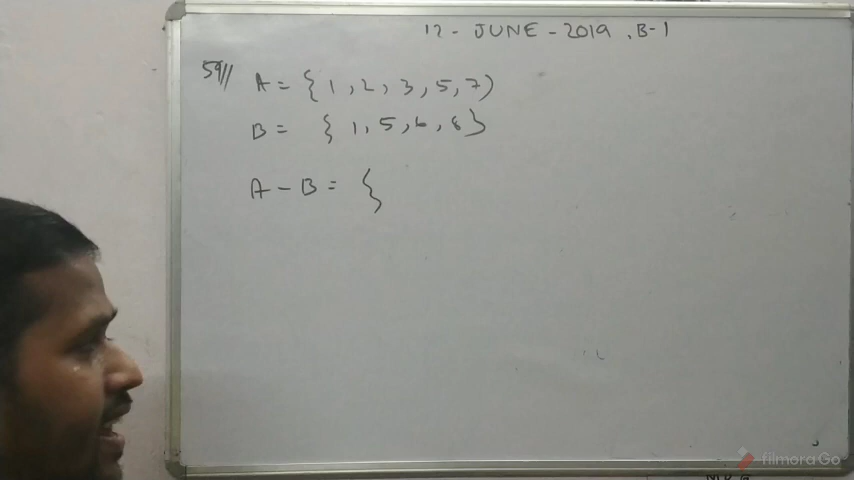 12 - JUNE - 2019, B-1
59//
A = { 1, 2, 3, 5, 7)
B = { 1, 5, 6, 8 }
A - B = {
filmora Go